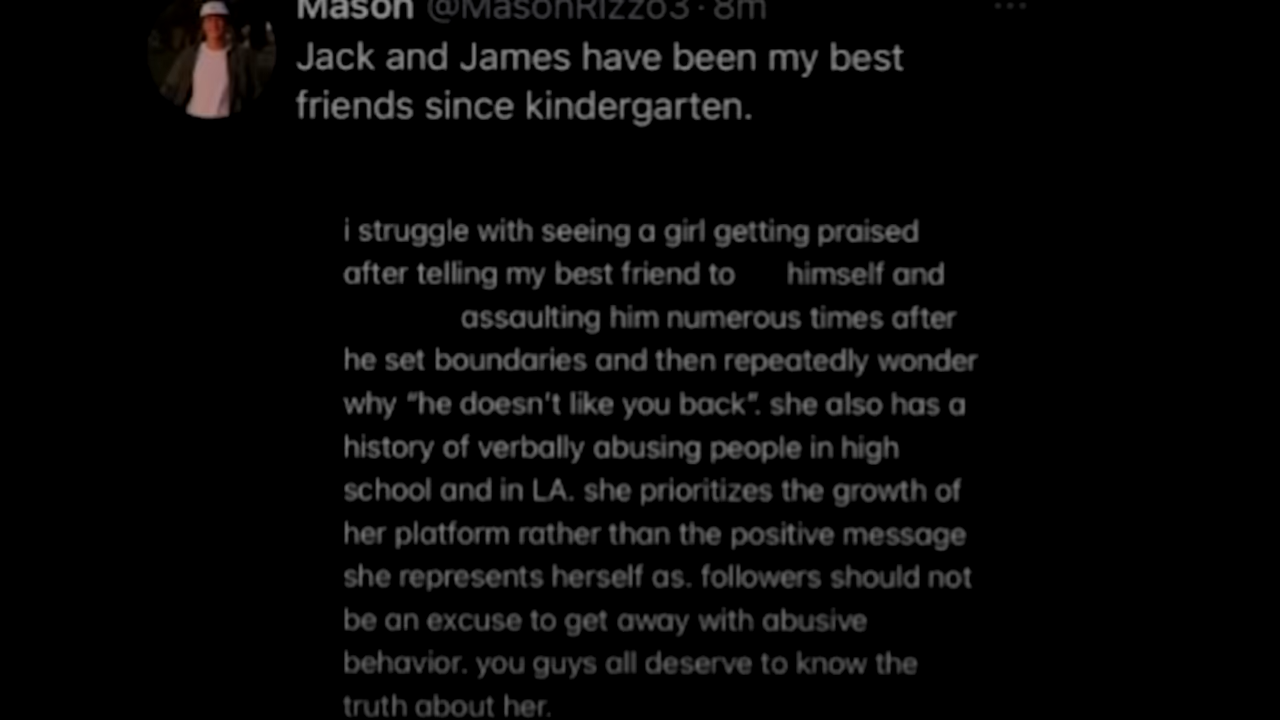 Mason @MasonRizzo3 · 8m
Jack and James have been my best
friends since kindergarten.
i struggle with seeing a girl getting praised
after telling my best friend to himself and
assaulting him numerous times after
he set boundaries and then repeatedly wonder
why “he doesn't like you back”. she also has a
history of verbally abusing people in high
school and in LA. she prioritizes the growth of
her platform rather than the positive message
she represents herself as. followers should not
be an excuse to get away with abusive
behavior. you guys all deserve to know the
truth about her.